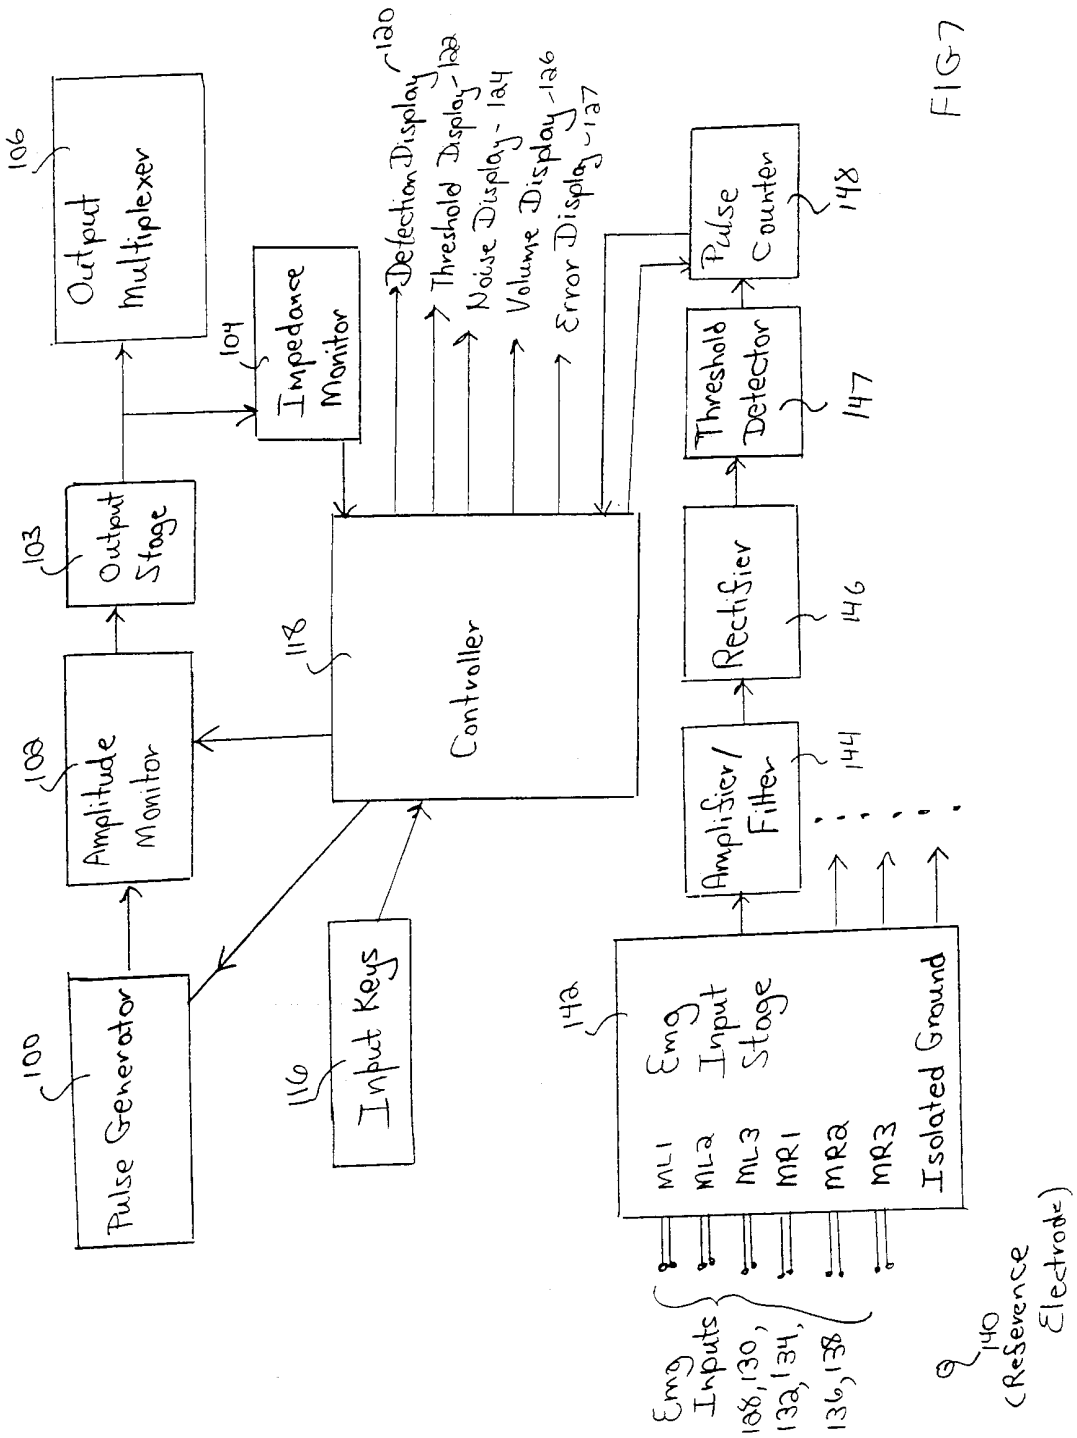 106
Output
Multiplexer
103
Output
Stage
104
Impedance
Monitor
102
Amplitude
Monitor
100
Pulse Generator
118
Controller
116
Input Keys
Detection Display ~120
Threshold Display-122
Noise Display- 124
Volume Display-126
Error Display-127
Pulse
Counter
148
Threshold
Detector
147
Rectifier
146
Amplifier/
Filter
144
142
Emg
Input
Stage
ML1
ML2
ML3
MR1
MR2
MR3
Isolated Ground
Emg
Inputs
128, 130,
132, 134,
136, 138
140
(Reference
Electrode)
FIG 7